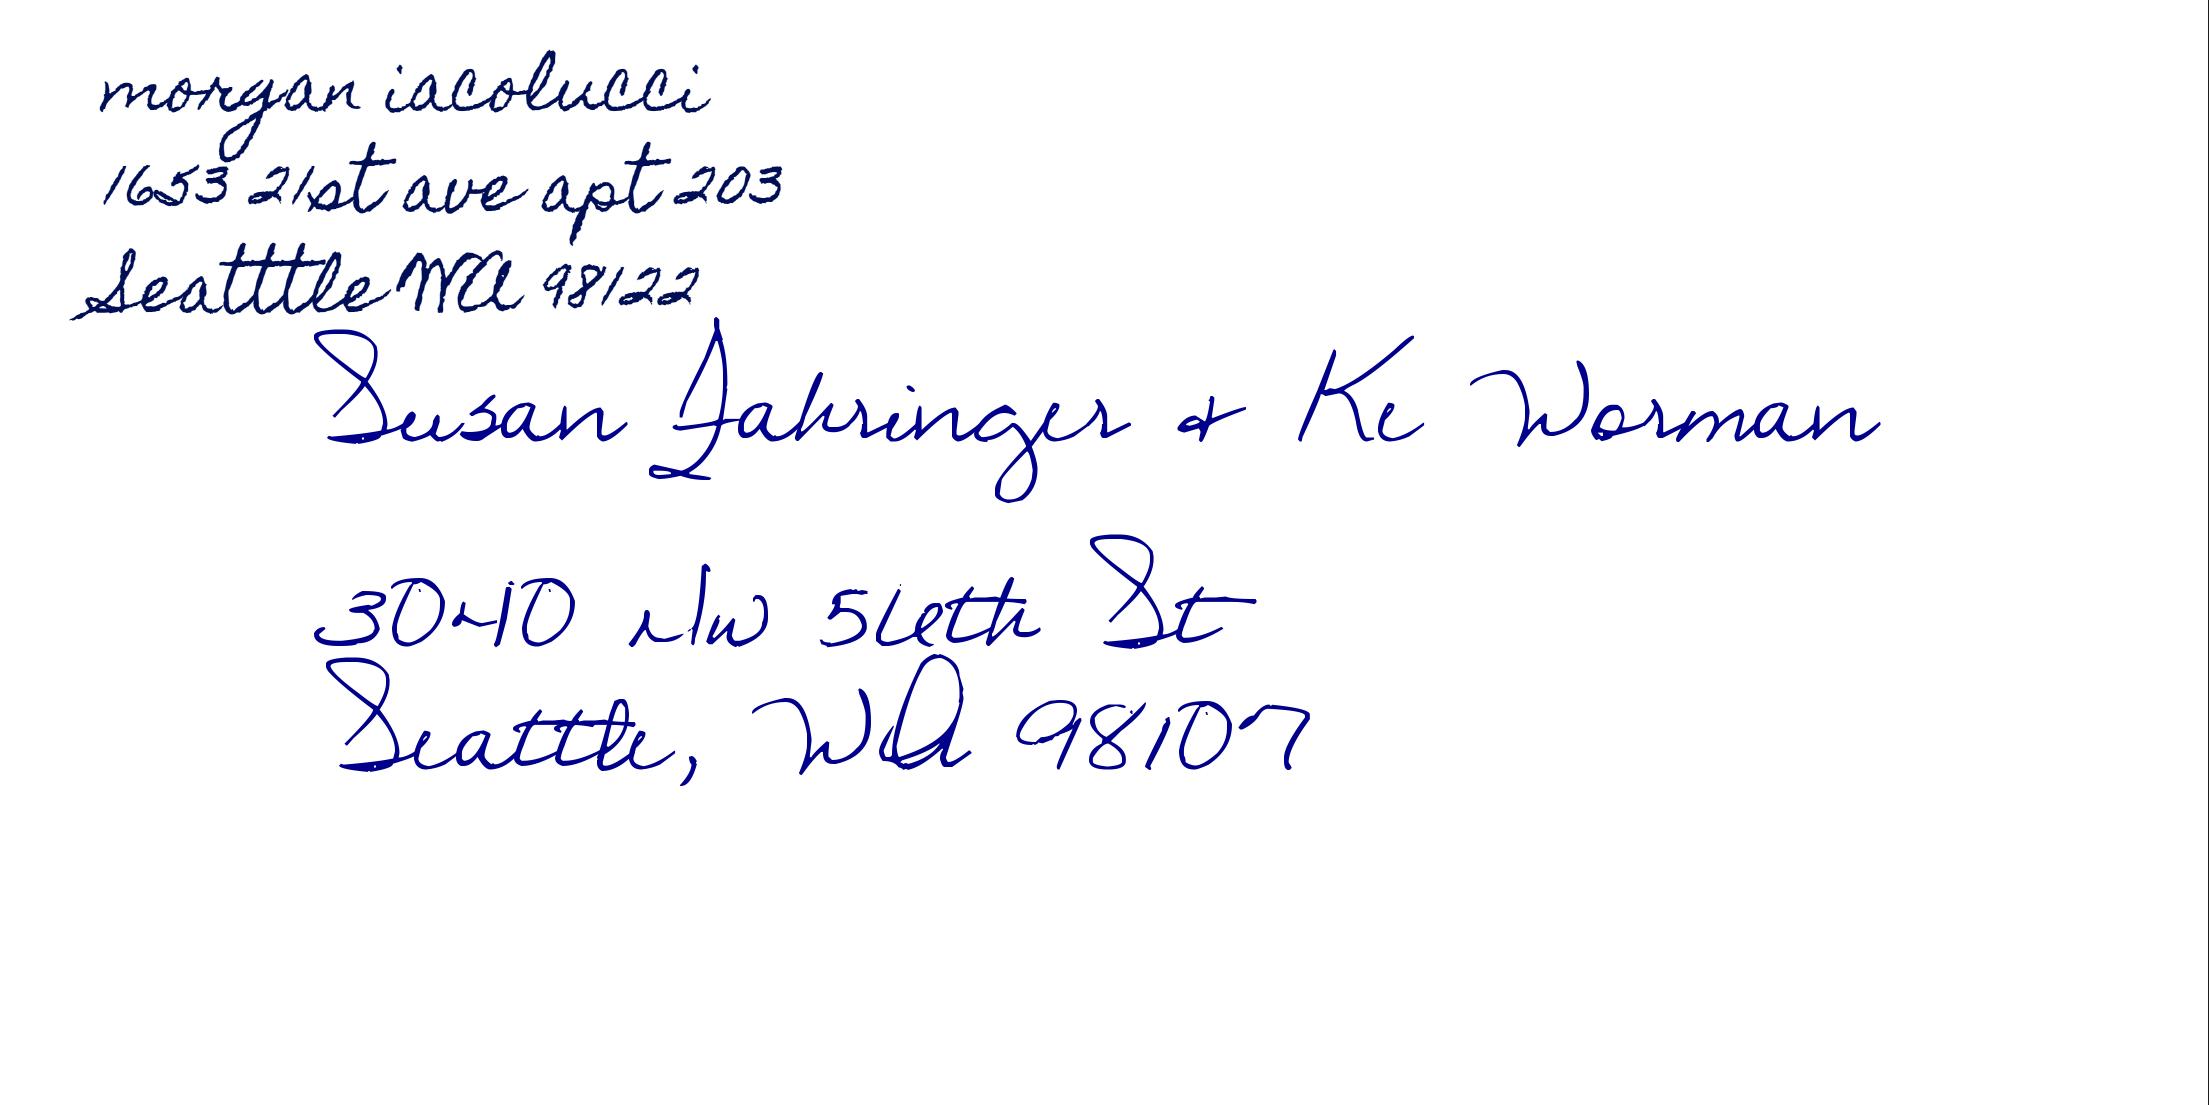 morgan iacolucci
1653 21st ave apt 203
Seatttle WA 98122
Susan Fahringer & Ke Worman
3040 NW 56th St
Seattle, WA 98107